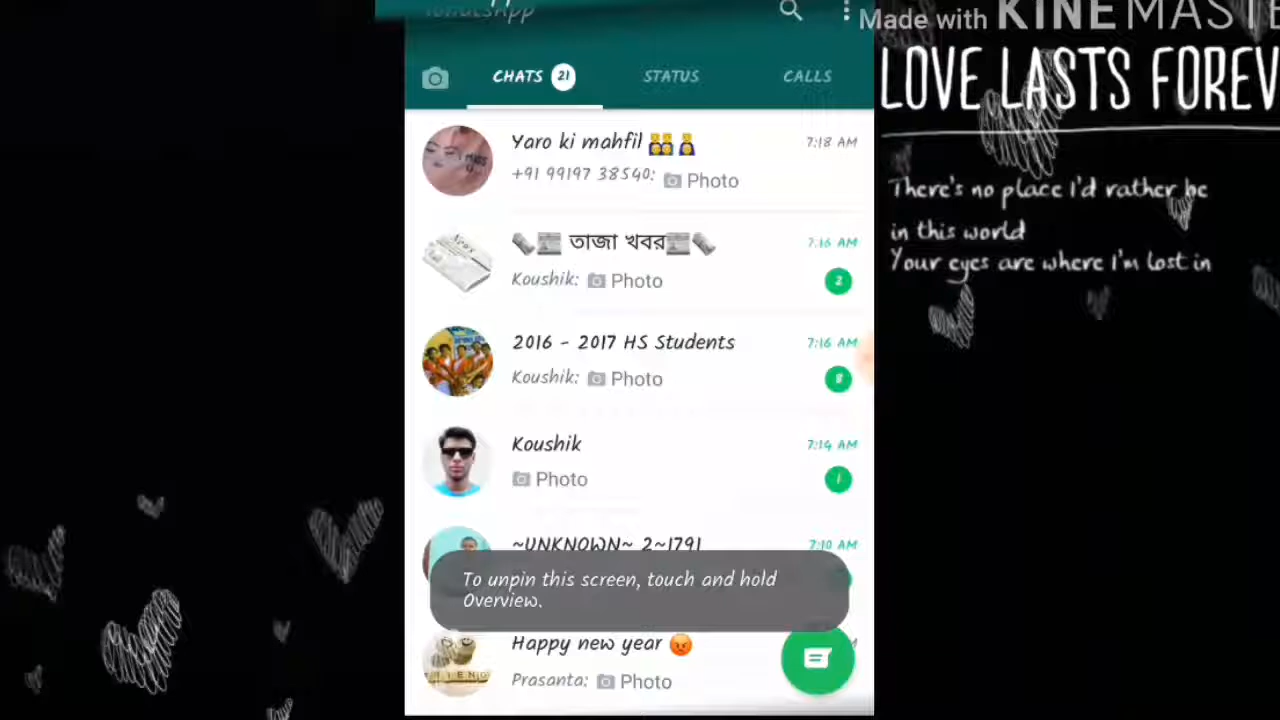 WhatsApp
Made with KINEMASTE
CHATS 21 STATUS CALLS
LOVE LASTS FOREV
There's no place I'd rather be
in this world
Your eyes are where I'm lost in
Yaro ki mahfil 👨‍👨‍👦‍👦👩‍👦 7:18 AM
+91 99197 38540: Photo
🗞️📰 তাজা খবর📰🗞️ 7:16 AM
Koushik: Photo 2
2016 - 2017 HS Students 7:16 AM
Koushik: Photo 8
Koushik 7:14 AM
Photo 1
~UNKNOWN~ 2~1791 7:10 AM
To unpin this screen, touch and hold
Overview.
Happy new year 😡
Prasanta: Photo